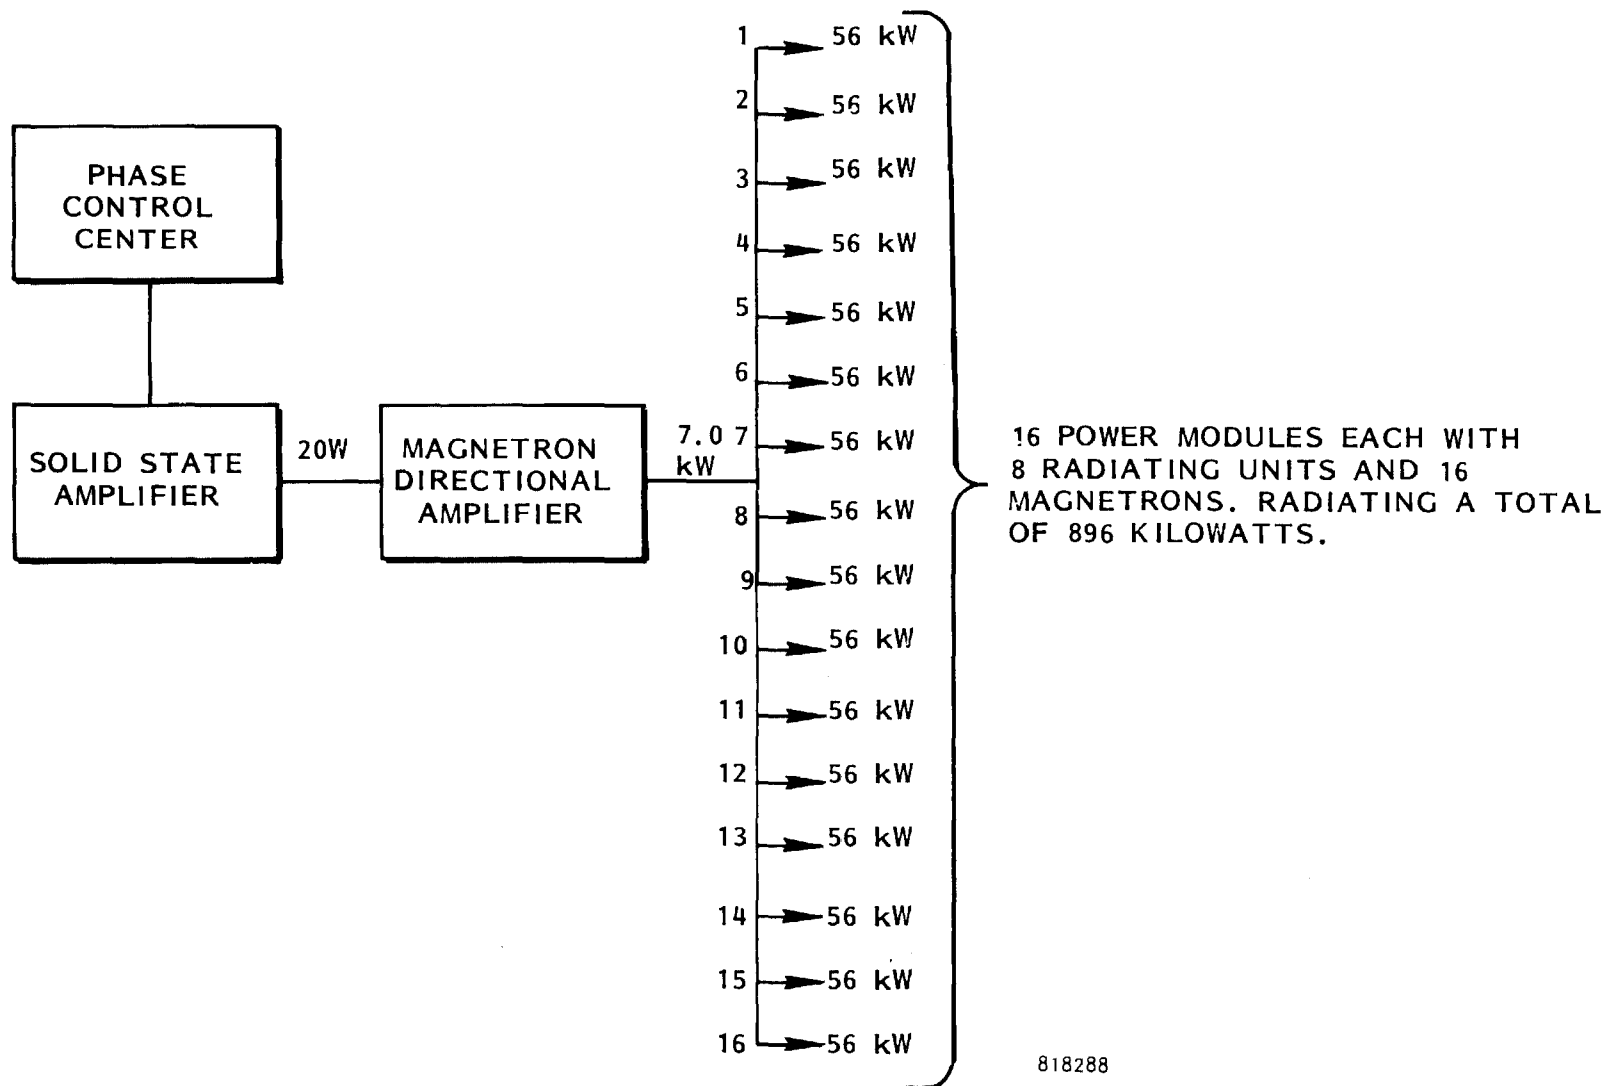 PHASE
CONTROL
CENTER
SOLID STATE
AMPLIFIER
20W
MAGNETRON
DIRECTIONAL
AMPLIFIER
7.0
kW
1 56 kW
2 56 kW
3 56 kW
4 56 kW
5 56 kW
6 56 kW
7 56 kW
8 56 kW
9 56 kW
10 56 kW
11 56 kW
12 56 kW
13 56 kW
14 56 kW
15 56 kW
16 56 kW
16 POWER MODULES EACH WITH
8 RADIATING UNITS AND 16
MAGNETRONS. RADIATING A TOTAL
OF 896 KILOWATTS.
818288